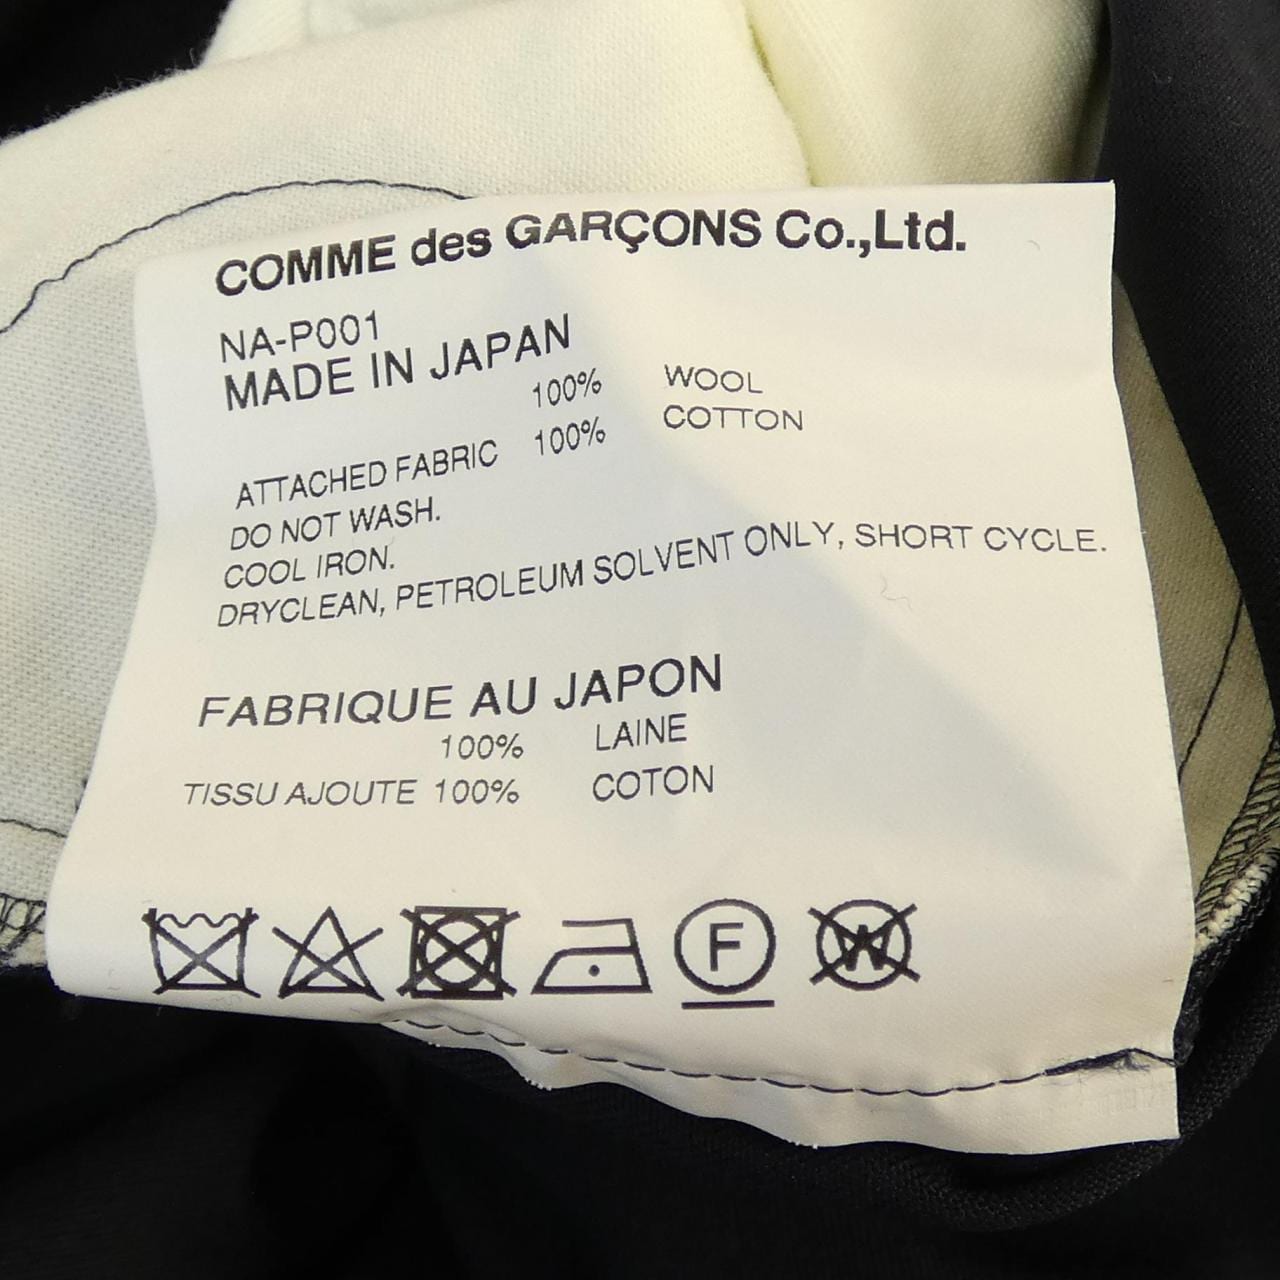 COMME des GARÇONS Co.,Ltd.
NA-P001
MADE IN JAPAN
100% WOOL
ATTACHED FABRIC 100% COTTON
DO NOT WASH.
COOL IRON.
DRYCLEAN, PETROLEUM SOLVENT ONLY, SHORT CYCLE.
FABRIQUE AU JAPON
100% LAINE
TISSU AJOUTE 100% COTON
F W